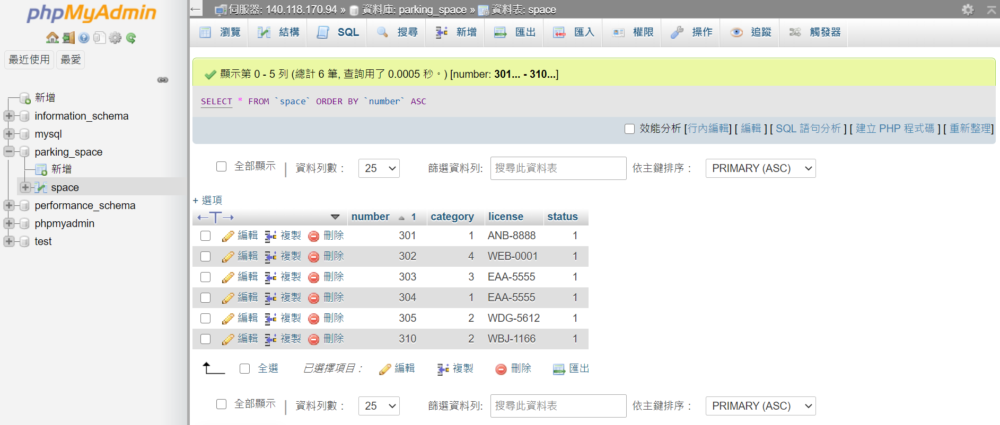 phpMyAdmin
最近使用 最愛
新增
information_schema
mysql
parking_space
新增
space
performance_schema
phpmyadmin
test
伺服器: 140.118.170.94 » 資料庫: parking_space » 資料表: space
瀏覽 結構 SQL 搜尋 新增 匯出 匯入 權限 操作 追蹤 觸發器
顯示第 0 - 5 列 (總計 6 筆, 查詢用了 0.0005 秒。) [number: 301... - 310...]
SELECT * FROM `space` ORDER BY `number` ASC
效能分析 [行內編輯] [ 編輯 ] [ SQL 語句分析 ] [ 建立 PHP 程式碼 ] [ 重新整理]
全部顯示 | 資料列數： 25 篩選資料列: 搜尋此資料表 依主鍵排序： PRIMARY (ASC)
+ 選項
←T→ number 1 category license status
編輯 複製 刪除 301 1 ANB-8888 1
編輯 複製 刪除 302 4 WEB-0001 1
編輯 複製 刪除 303 3 EAA-5555 1
編輯 複製 刪除 304 1 EAA-5555 1
編輯 複製 刪除 305 2 WDG-5612 1
編輯 複製 刪除 310 2 WBJ-1166 1
全選 已選擇項目： 編輯 複製 刪除 匯出
全部顯示 | 資料列數： 25 篩選資料列: 搜尋此資料表 依主鍵排序： PRIMARY (ASC)